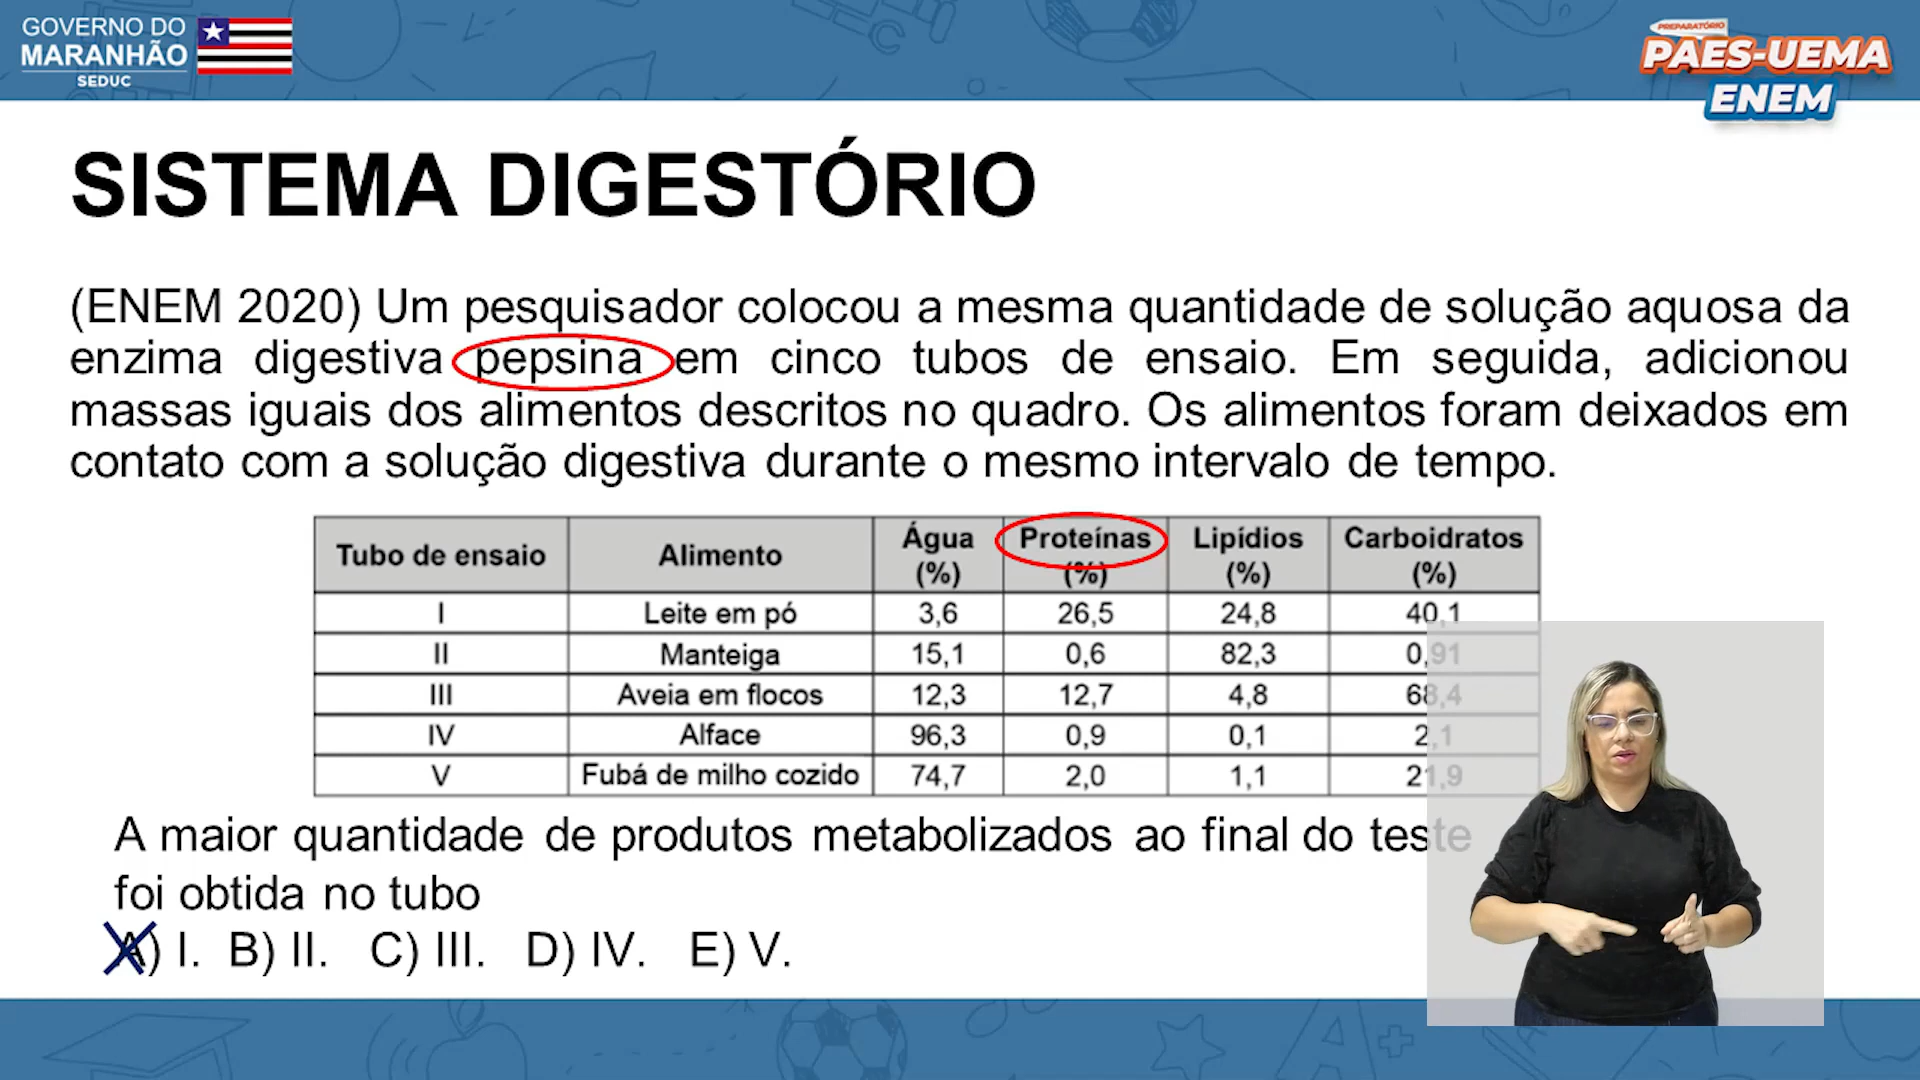 GOVERNO DO
MARANHÃO
SEDUC
PREPARATÓRIO
PAES-UEMA
ENEM
SISTEMA DIGESTÓRIO
(ENEM 2020) Um pesquisador colocou a mesma quantidade de solução aquosa da
enzima digestiva pepsina em cinco tubos de ensaio. Em seguida, adicionou
massas iguais dos alimentos descritos no quadro. Os alimentos foram deixados em
contato com a solução digestiva durante o mesmo intervalo de tempo.
Tubo de ensaio Alimento Água (%) Proteínas (%) Lipídios (%) Carboidratos (%)
I Leite em pó 3,6 26,5 24,8 40,1
II Manteiga 15,1 0,6 82,3 0,91
III Aveia em flocos 12,3 12,7 4,8 68,4
IV Alface 96,3 0,9 0,1 2,1
V Fubá de milho cozido 74,7 2,0 1,1 21,9
A maior quantidade de produtos metabolizados ao final do teste
foi obtida no tubo
A) I. B) II. C) III. D) IV. E) V.